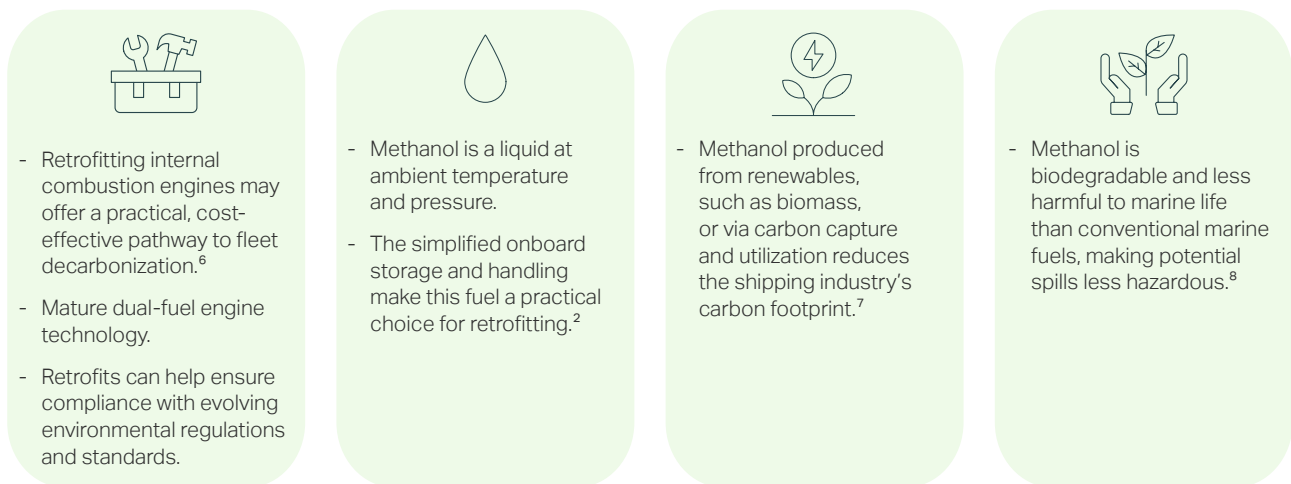 - Retrofitting internal
combustion engines may
offer a practical, cost-
effective pathway to fleet
decarbonization.⁶
- Mature dual-fuel engine
technology.
- Retrofits can help ensure
compliance with evolving
environmental regulations
and standards.
- Methanol is a liquid at
ambient temperature
and pressure.
- The simplified onboard
storage and handling
make this fuel a practical
choice for retrofitting.²
- Methanol produced
from renewables,
such as biomass,
or via carbon capture
and utilization reduces
the shipping industry’s
carbon footprint.⁷
- Methanol is
biodegradable and less
harmful to marine life
than conventional marine
fuels, making potential
spills less hazardous.⁸